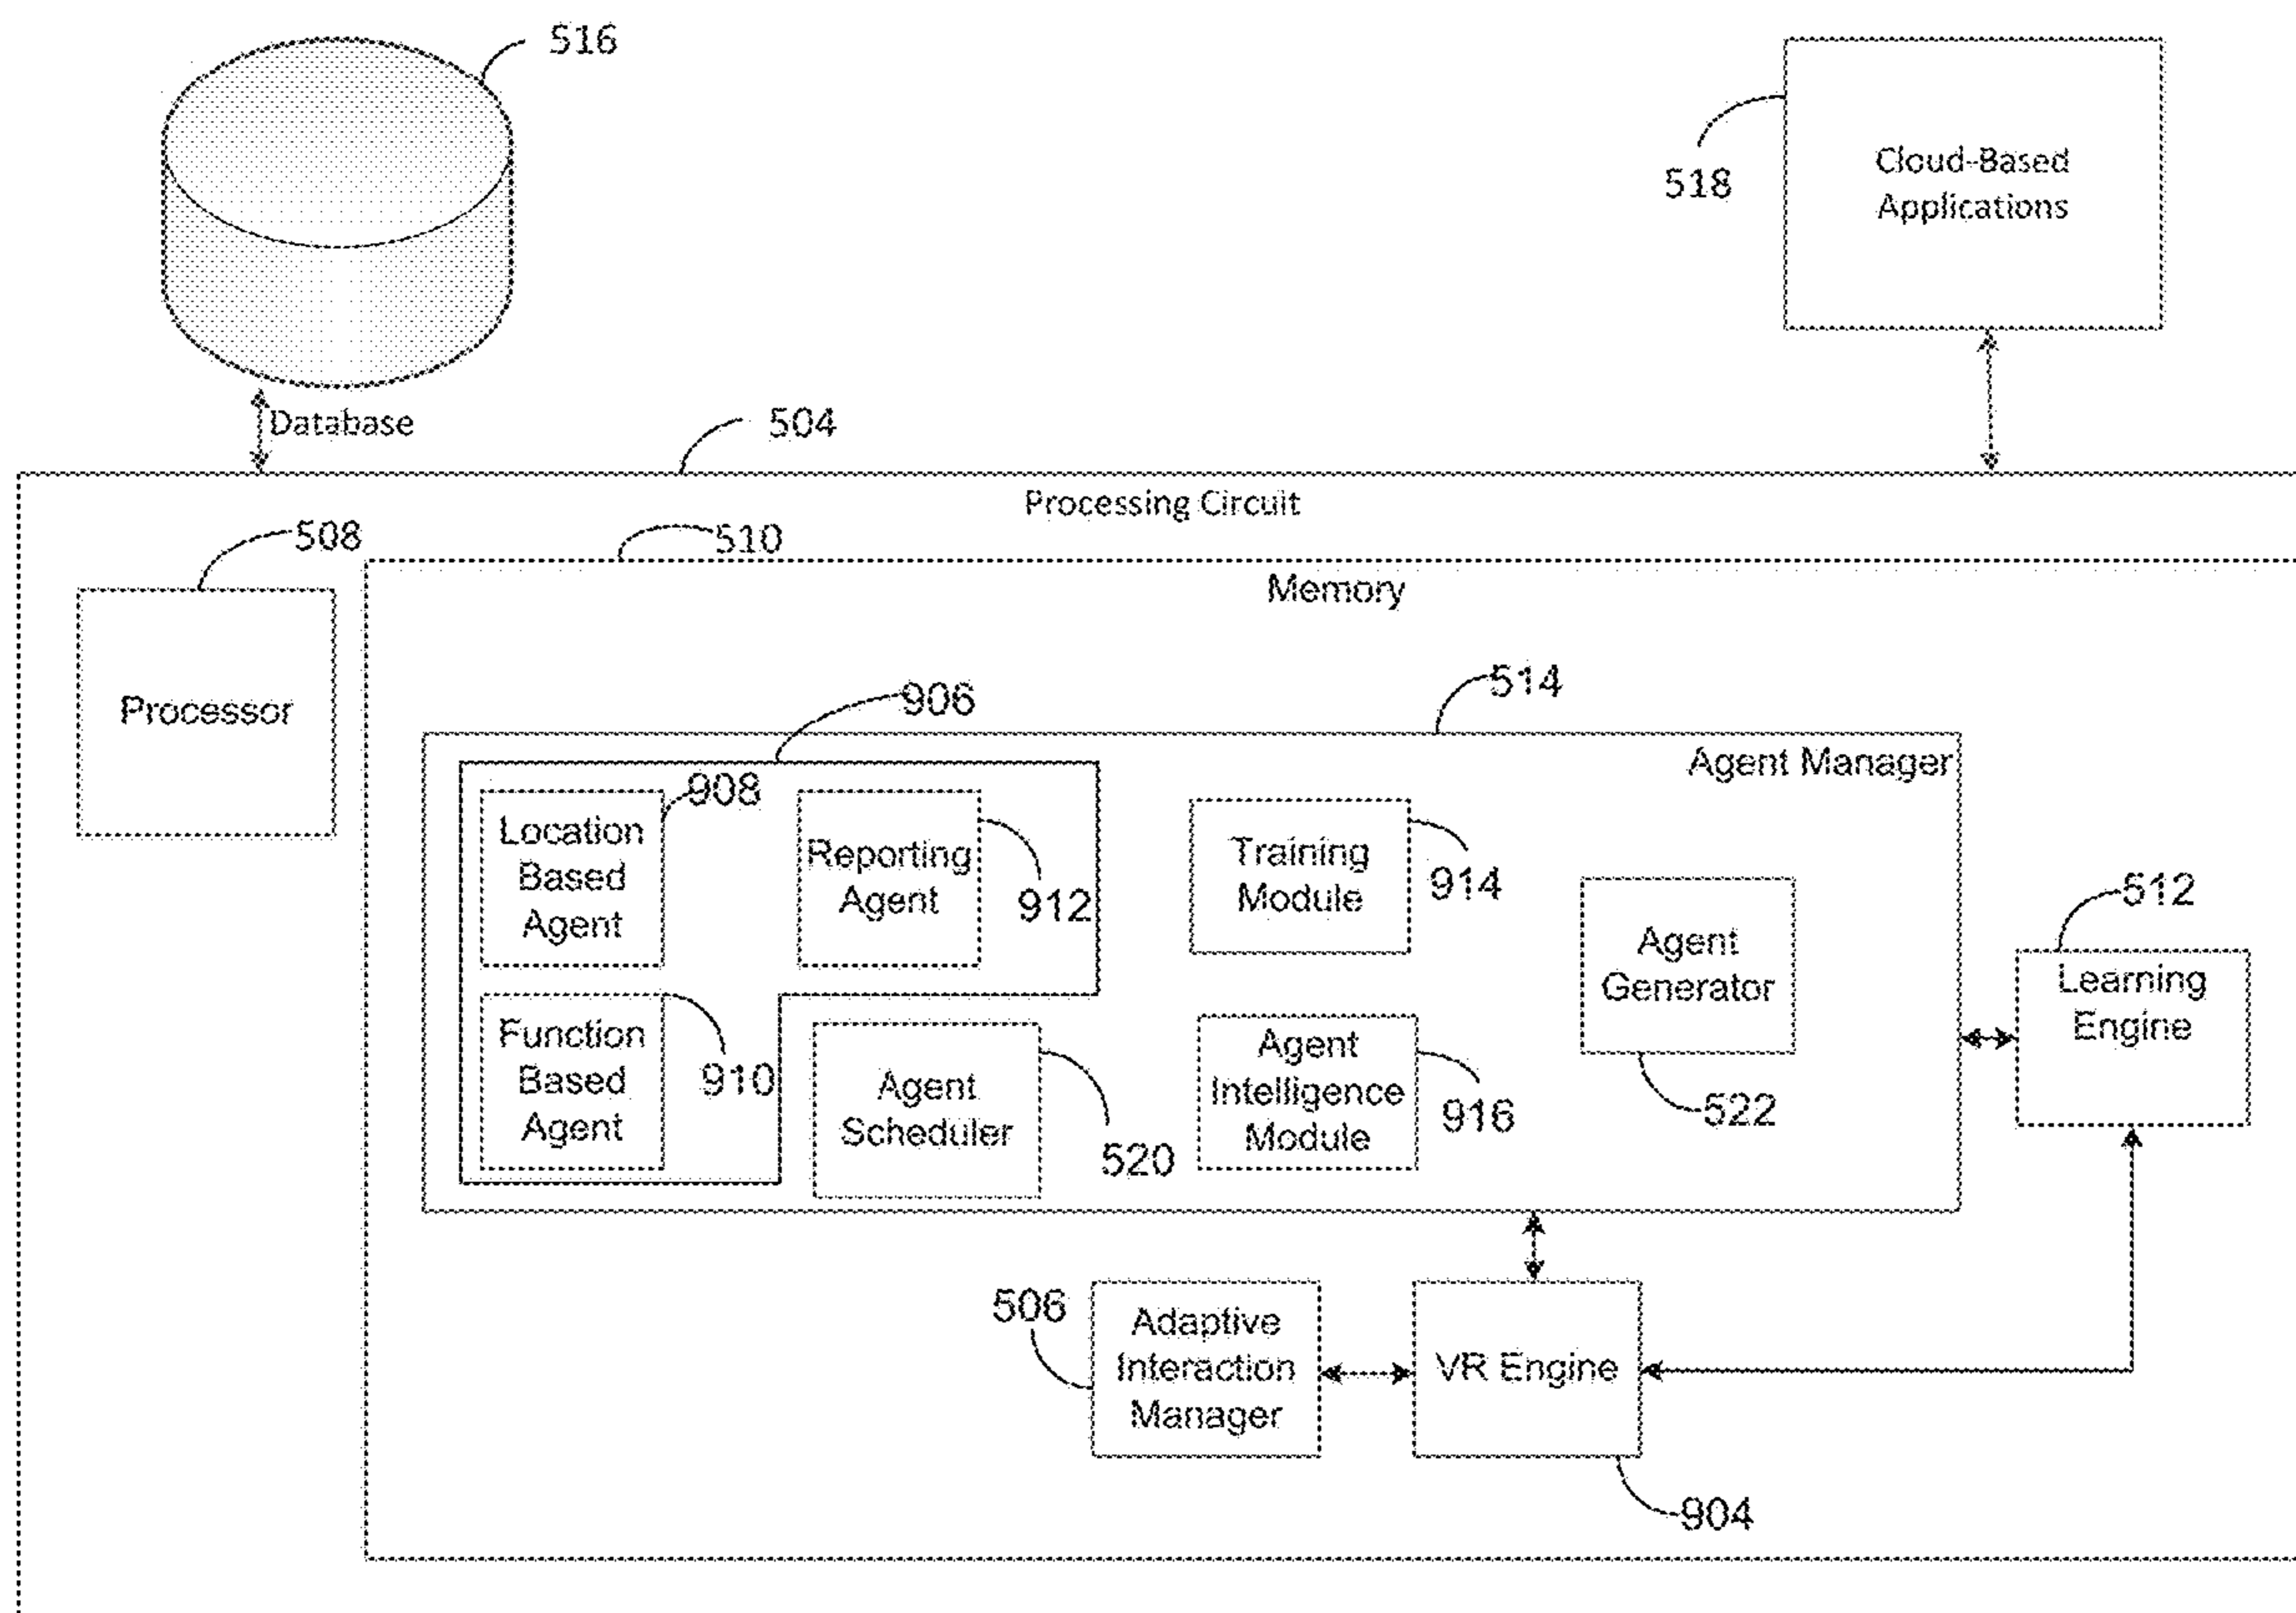 516
518
Cloud-Based
Applications
Database
504
Processing Circuit
508
510
Memory
Processor
514
906
Agent Manager
908
Location
Based
Agent
Reporting
Agent
912
Training
Module
914
Agent
Generator
522
512
Learning
Engine
Function
Based
Agent
910
Agent
Scheduler
520
Agent
Intelligence
Module
916
506
Adaptive
Interaction
Manager
VR Engine
904